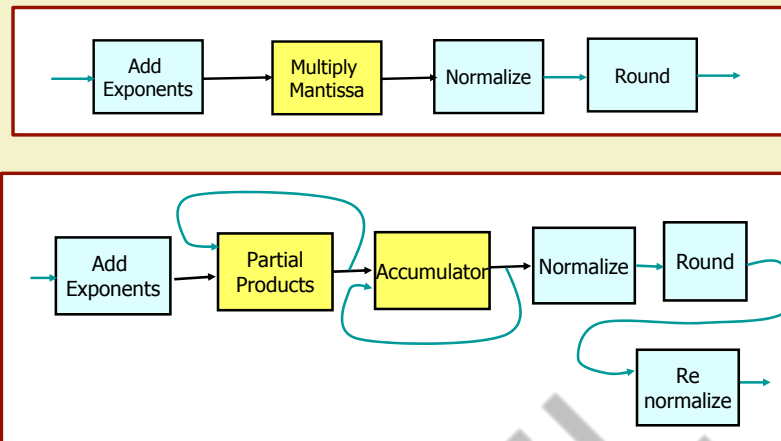 Add
Exponents
Multiply
Mantissa
Normalize
Round
Add
Exponents
Partial
Products
Accumulator
Normalize
Round
Re
normalize